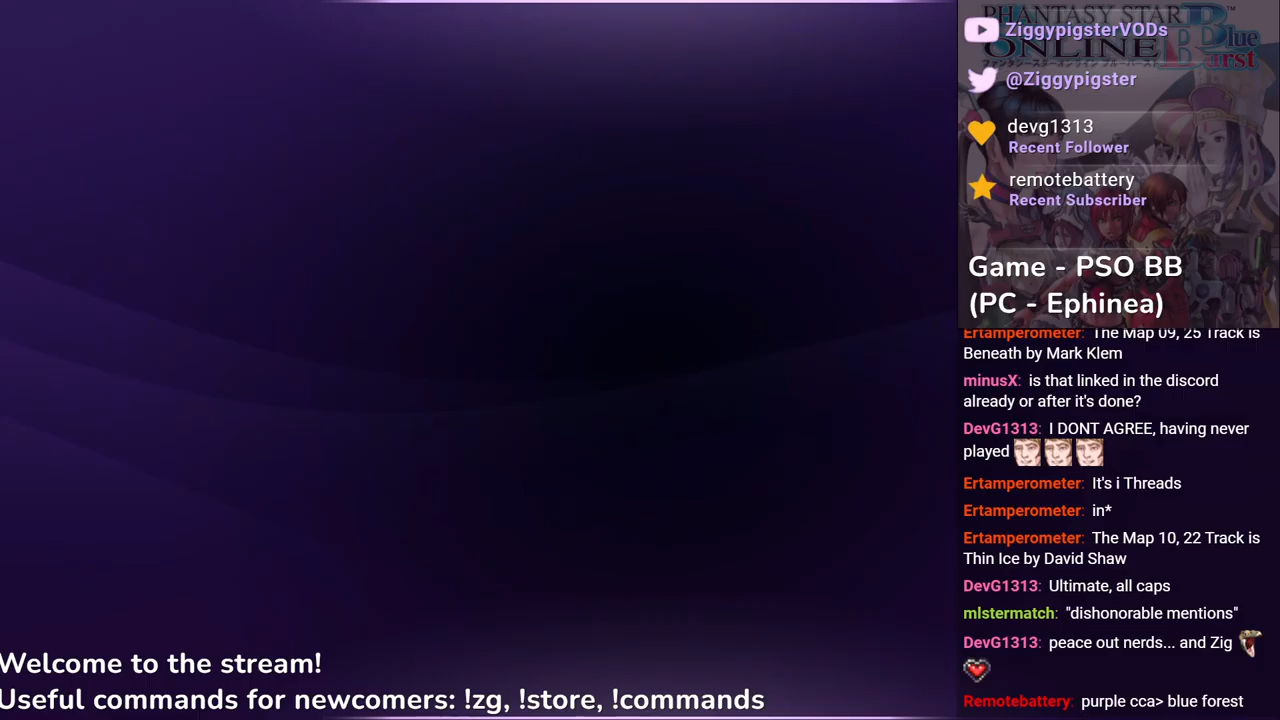 PHANTASY STAR
ONLINE Blue Burst
ZiggypigsterVODs
@Ziggypigster
devg1313
Recent Follower
remotebattery
Recent Subscriber
Game - PSO BB
(PC - Ephinea)
Ertamperometer: The Map 09, 25 Track is
Beneath by Mark Klem
minusX: is that linked in the discord
already or after it's done?
DevG1313: I DONT AGREE, having never
played
Ertamperometer: It's i Threads
Ertamperometer: in*
Ertamperometer: The Map 10, 22 Track is
Thin Ice by David Shaw
DevG1313: Ultimate, all caps
mlstermatch: "dishonorable mentions"
DevG1313: peace out nerds... and Zig
Remotebattery: purple cca> blue forest
Welcome to the stream!
Useful commands for newcomers: !zg, !store, !commands